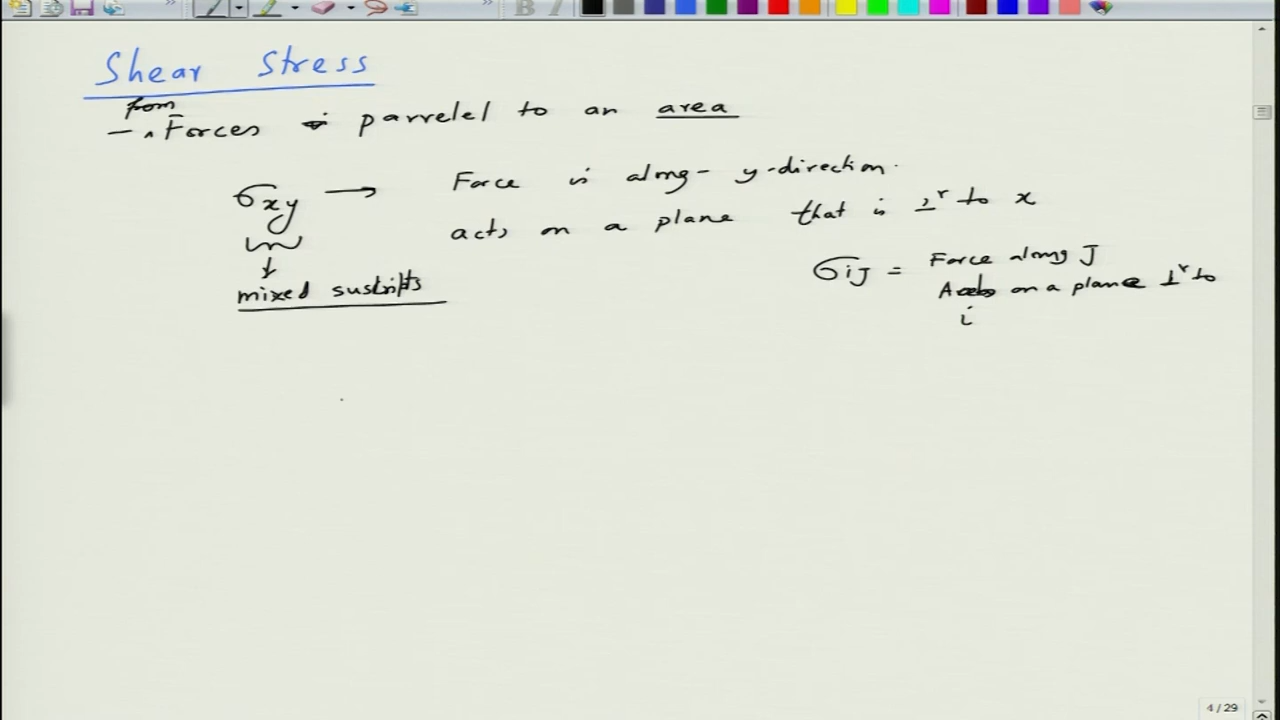 Shear Stress
from
- ^ Forces parrelel to an area
σxy → Force is along y-direction.
acts on a plane that is ⊥r to x
↓
mixed suscripts
σiJ = Force along J
Acts on a plane ⊥r to
i
4 / 29